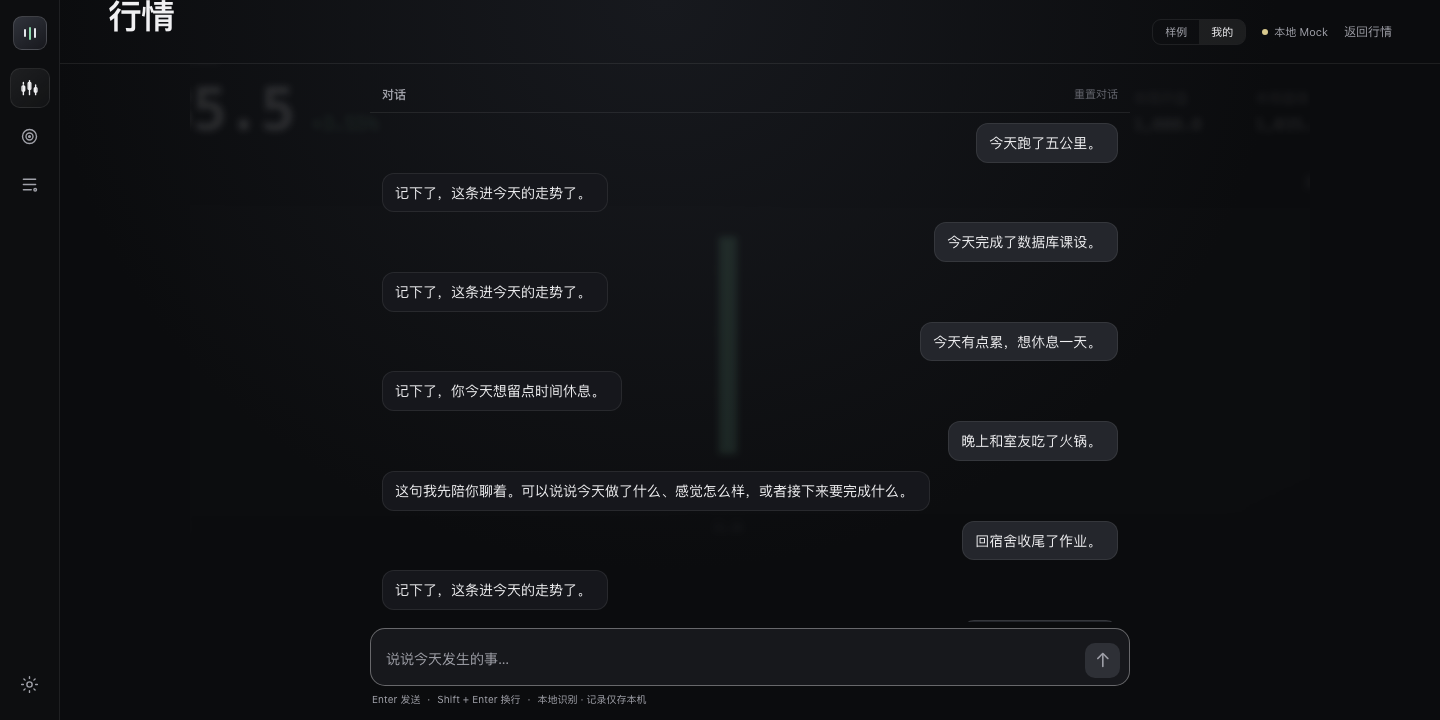 行情
样例 我的 本地 Mock 返回行情
5.5
对话 重置对话
今天跑了五公里。
记下了，这条进今天的走势了。
今天完成了数据库课设。
记下了，这条进今天的走势了。
今天有点累，想休息一天。
记下了，你今天想留点时间休息。
晚上和室友吃了火锅。
这句我先陪你聊着。可以说说今天做了什么、感觉怎么样，或者接下来要完成什么。
回宿舍收尾了作业。
记下了，这条进今天的走势了。
说说今天发生的事…
Enter 发送 · Shift + Enter 换行 · 本地识别 · 记录仅存本机